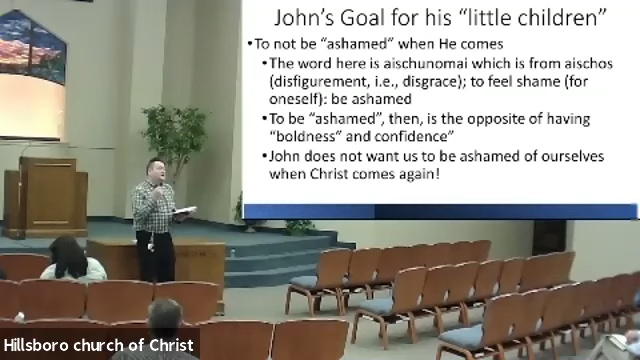 John's Goal for his "little children"
•To not be "ashamed" when He comes
•The word here is aischunomai which is from aischos
(disfigurement, i.e., disgrace); to feel shame (for
oneself): be ashamed
•To be "ashamed", then, is the opposite of having
"boldness" and confidence"
•John does not want us to be ashamed of ourselves
when Christ comes again!
Hillsboro church of Christ